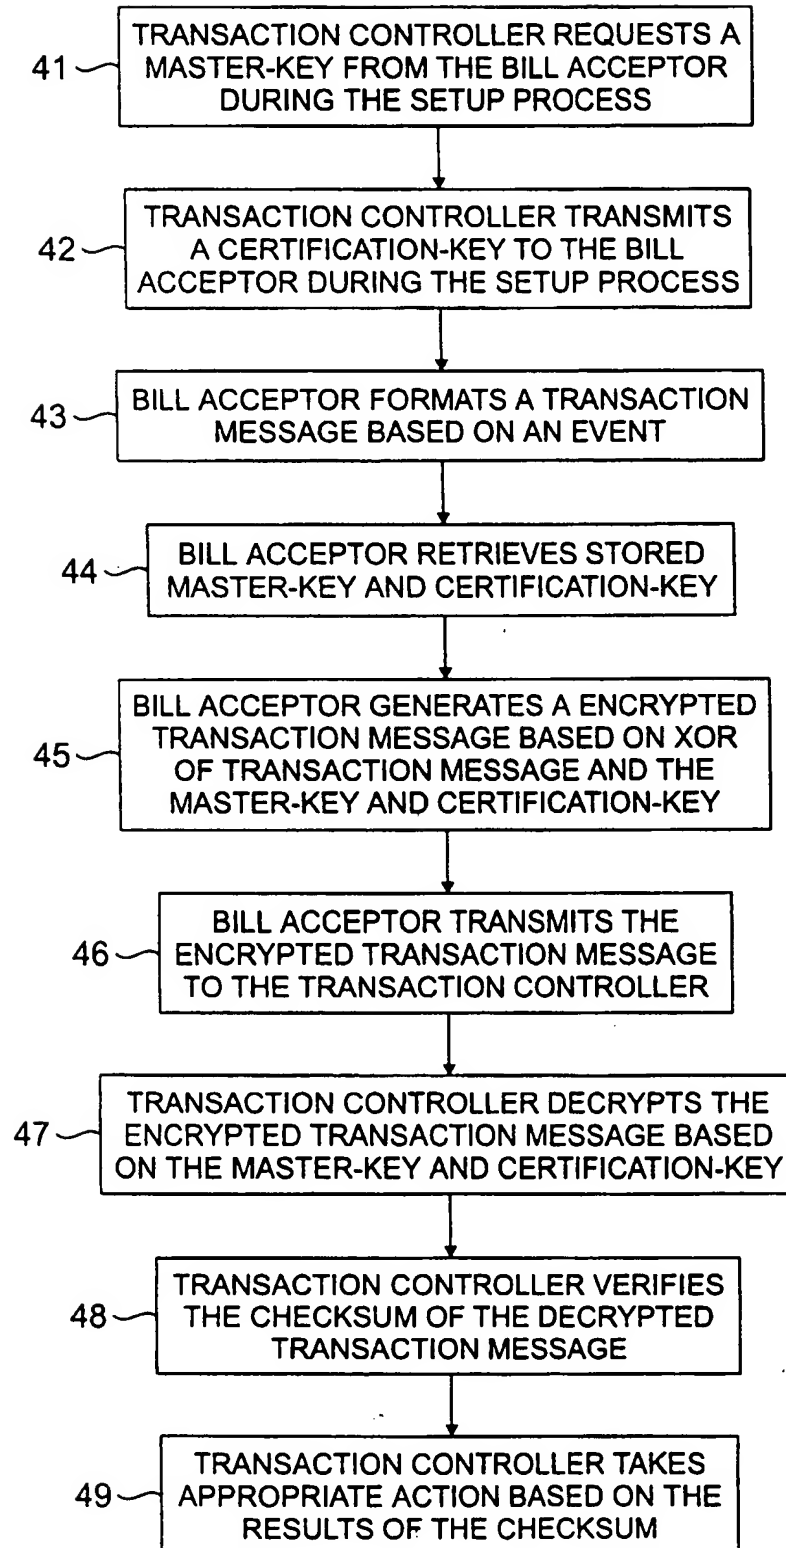 41
TRANSACTION CONTROLLER REQUESTS A
MASTER-KEY FROM THE BILL ACCEPTOR
DURING THE SETUP PROCESS
42
TRANSACTION CONTROLLER TRANSMITS
A CERTIFICATION-KEY TO THE BILL
ACCEPTOR DURING THE SETUP PROCESS
43
BILL ACCEPTOR FORMATS A TRANSACTION
MESSAGE BASED ON AN EVENT
44
BILL ACCEPTOR RETRIEVES STORED
MASTER-KEY AND CERTIFICATION-KEY
45
BILL ACCEPTOR GENERATES A ENCRYPTED
TRANSACTION MESSAGE BASED ON XOR
OF TRANSACTION MESSAGE AND THE
MASTER-KEY AND CERTIFICATION-KEY
46
BILL ACCEPTOR TRANSMITS THE
ENCRYPTED TRANSACTION MESSAGE
TO THE TRANSACTION CONTROLLER
47
TRANSACTION CONTROLLER DECRYPTS THE
ENCRYPTED TRANSACTION MESSAGE BASED
ON THE MASTER-KEY AND CERTIFICATION-KEY
48
TRANSACTION CONTROLLER VERIFIES
THE CHECKSUM OF THE DECRYPTED
TRANSACTION MESSAGE
49
TRANSACTION CONTROLLER TAKES
APPROPRIATE ACTION BASED ON THE
RESULTS OF THE CHECKSUM